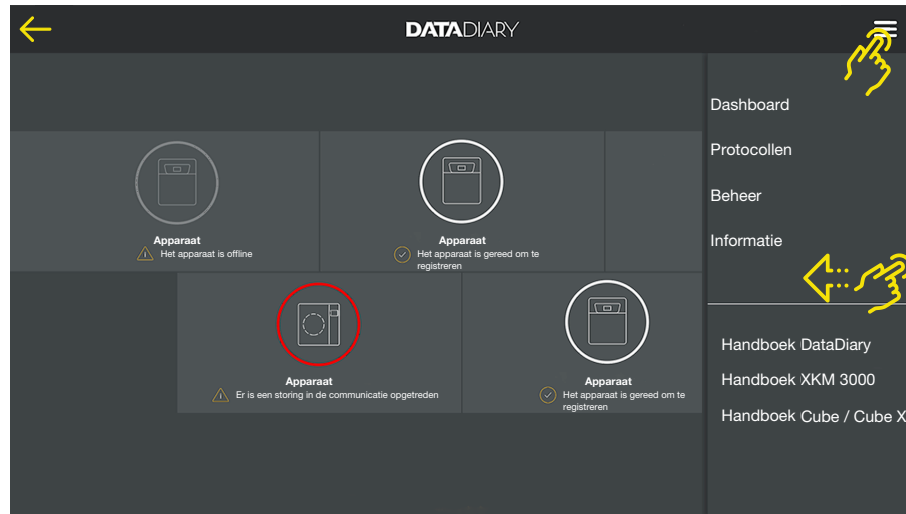 DATADIARY
Dashboard
Protocollen
Beheer
Informatie
Apparaat
Het apparaat is offline
Apparaat
Het apparaat is gereed om te
registreren
Apparaat
Er is een storing in de communicatie opgetreden
Apparaat
Het apparaat is gereed om te
registreren
Handboek DataDiary
Handboek XKM 3000
Handboek Cube / Cube X